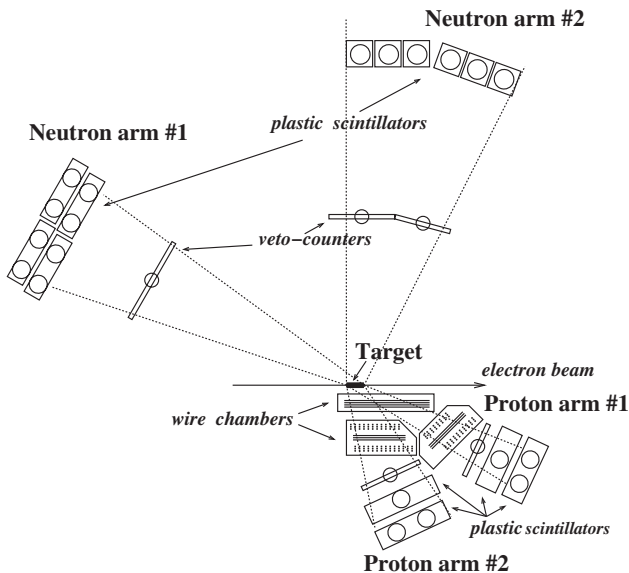 Neutron arm #2
plastic scintillators
Neutron arm #1
veto−counters
Target
electron beam
Proton arm #1
wire chambers
plastic scintillators
Proton arm #2